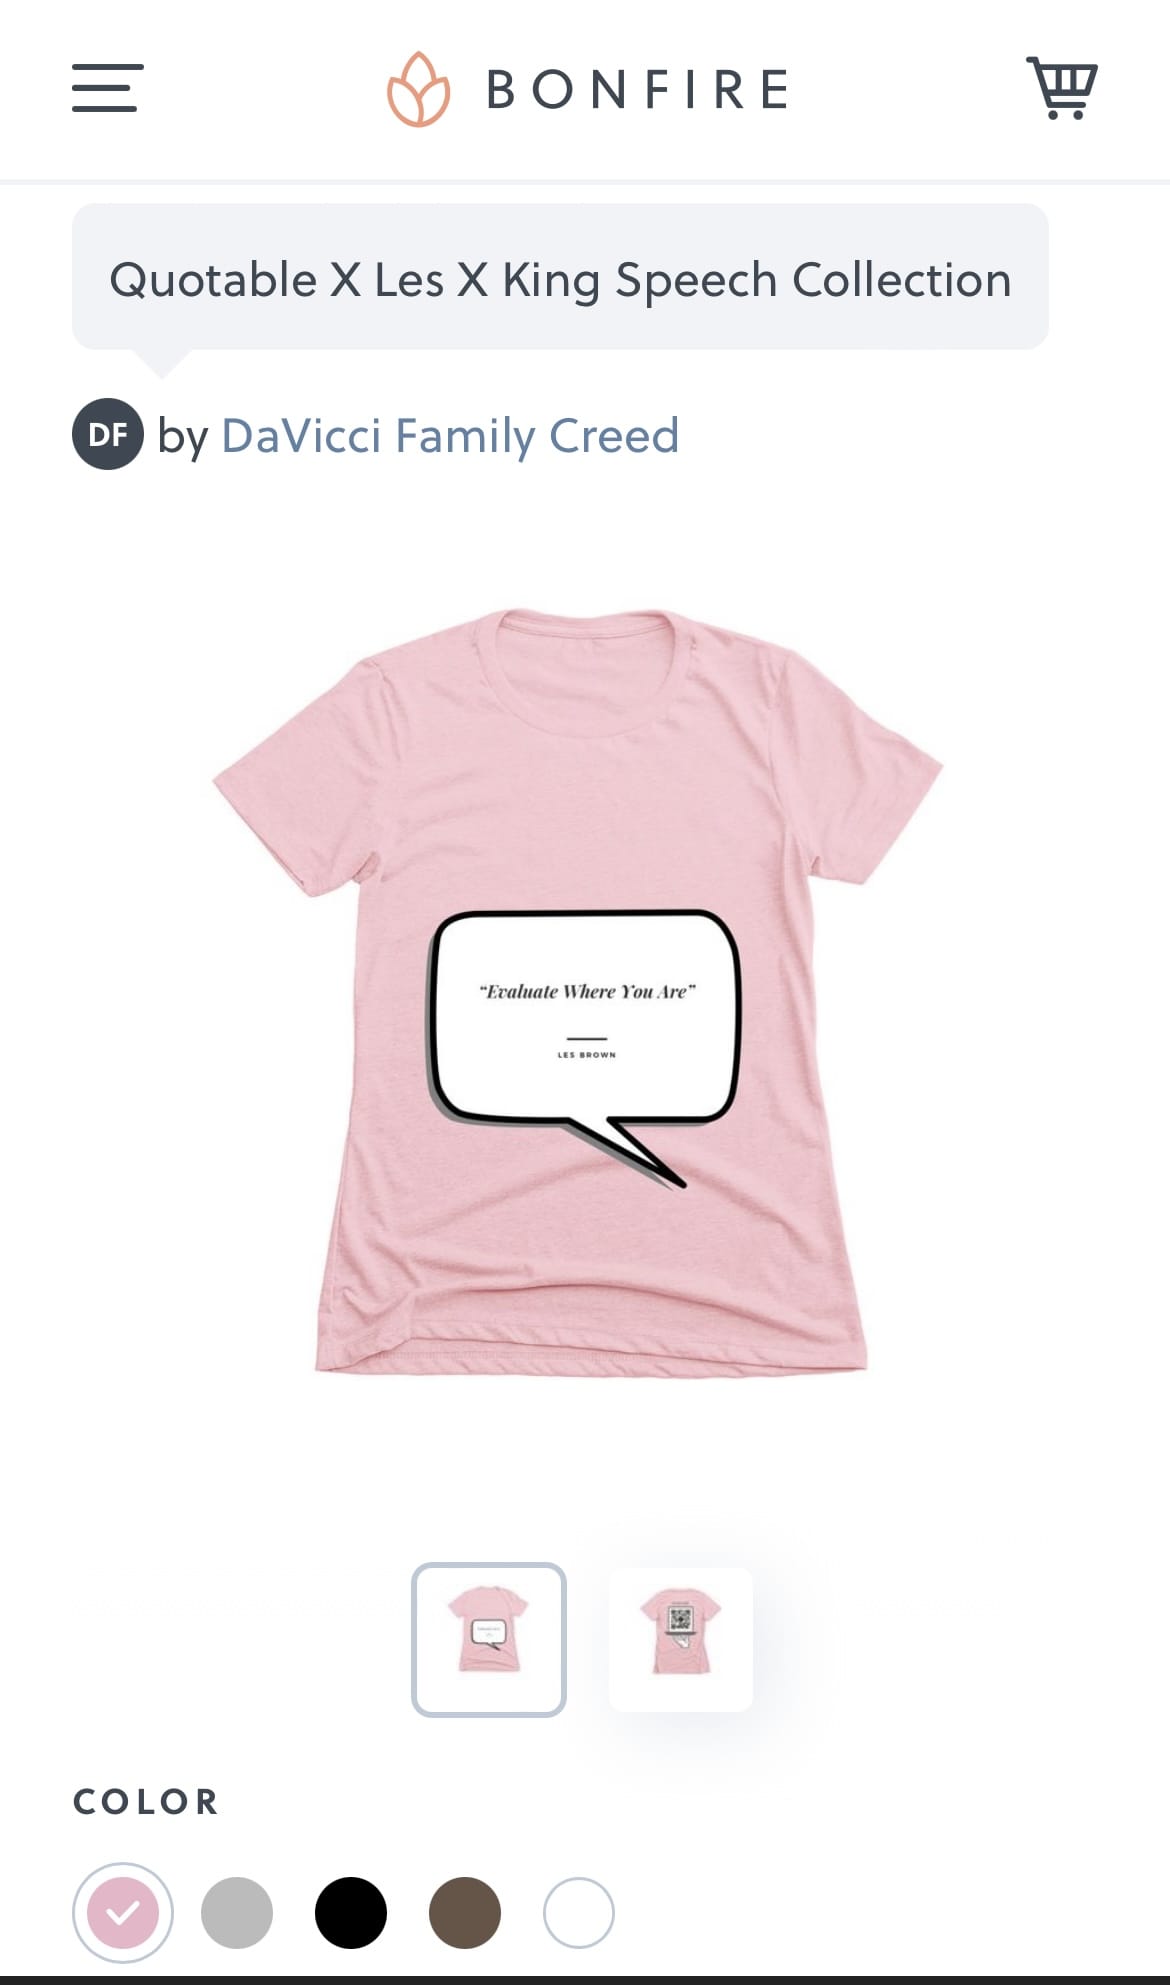 BONFIRE
Quotable X Les X King Speech Collection
DF by DaVicci Family Creed
“Evaluate Where You Are”
LES BROWN
COLOR